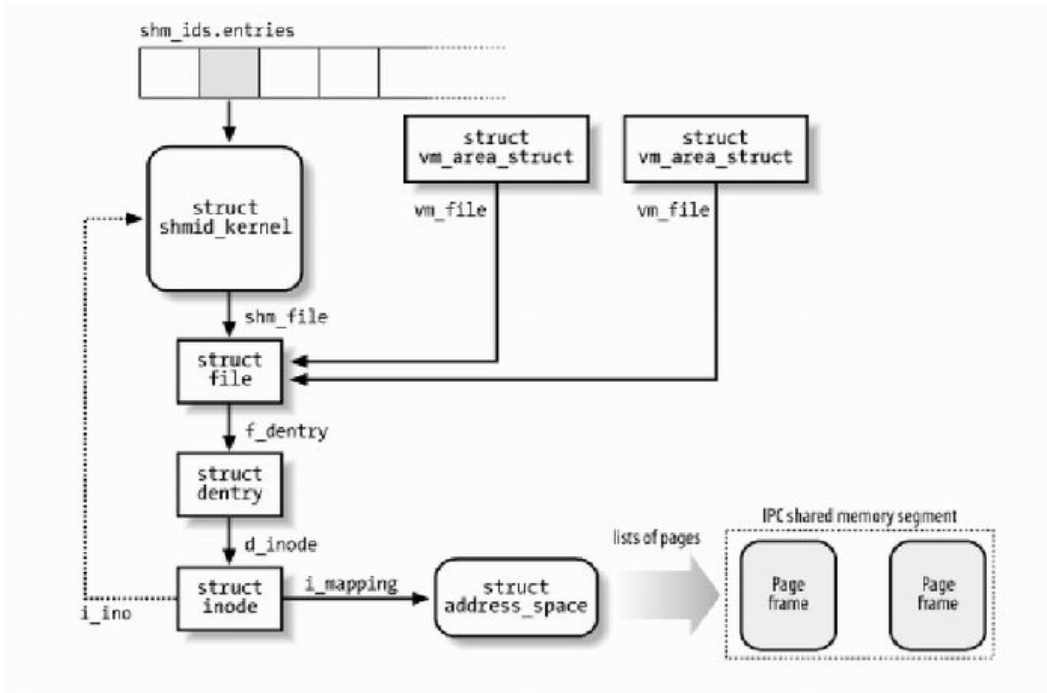 shm_ids.entries
struct
vm_area_struct
struct
vm_area_struct
vm_file
vm_file
struct
shmid_kernel
shm_file
struct
file
f_dentry
struct
dentry
d_inode
struct
inode
i_mapping
i_ino
struct
address_space
lists of pages
IPC shared memory segment
Page
frame
Page
frame